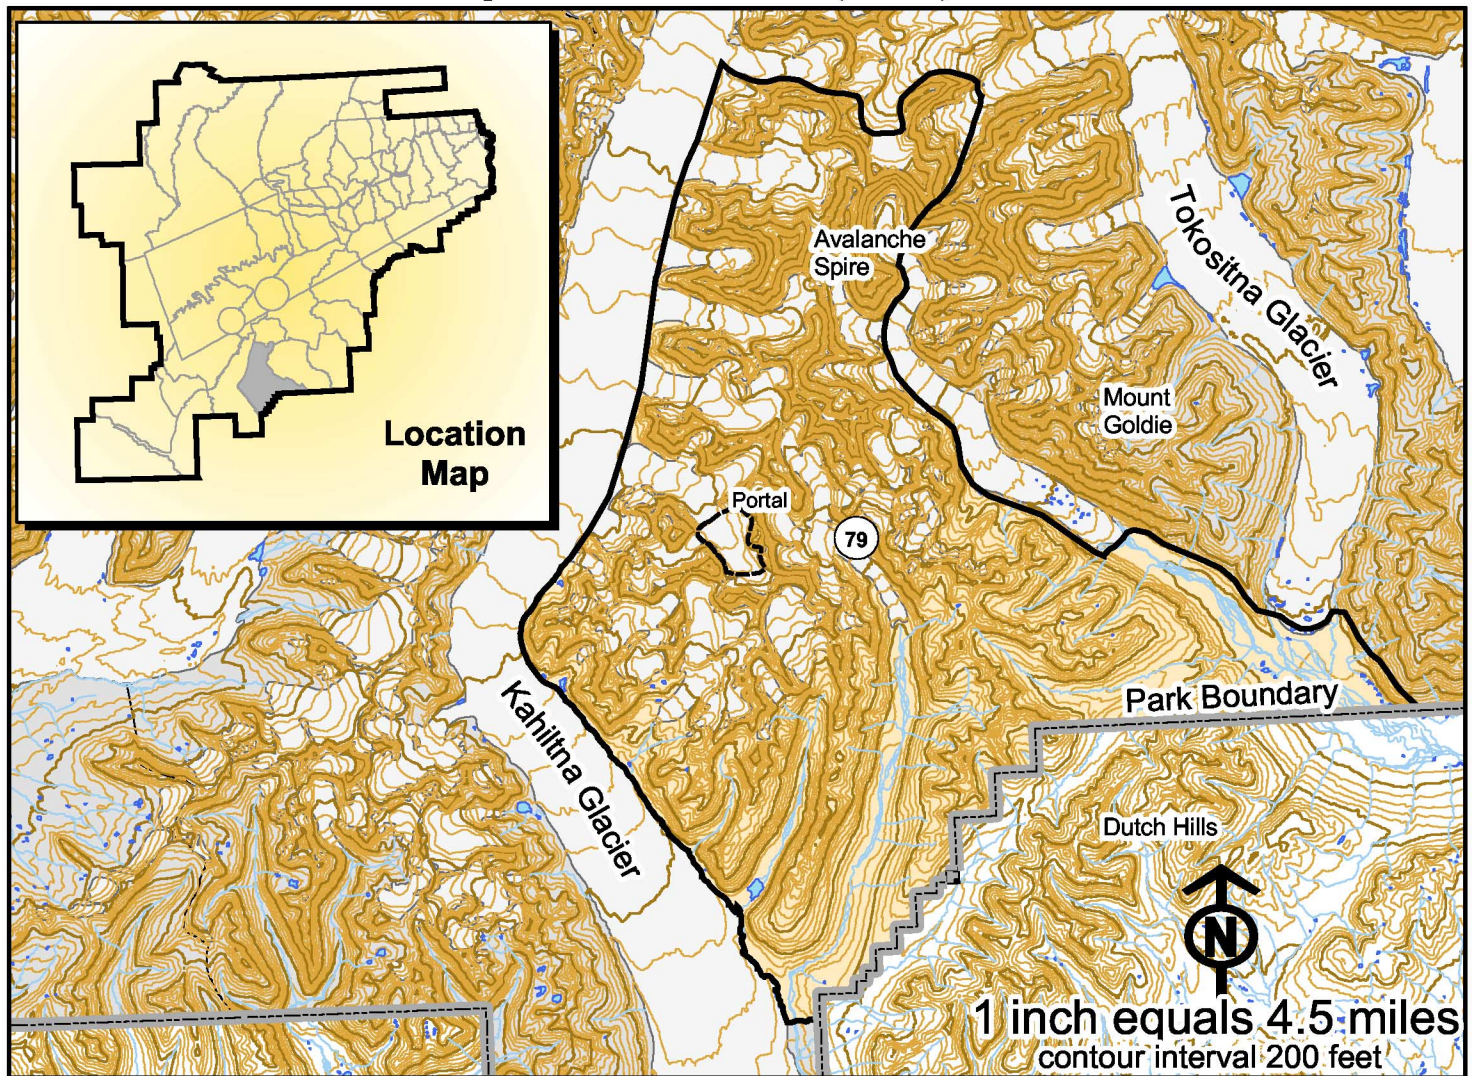 Location
Map
Avalanche
Spire
Tokositna Glacier
Mount
Goldie
Portal
79
Kahiltna Glacier
Park Boundary
Dutch Hills
N
1 inch equals 4.5 miles
contour interval 200 feet